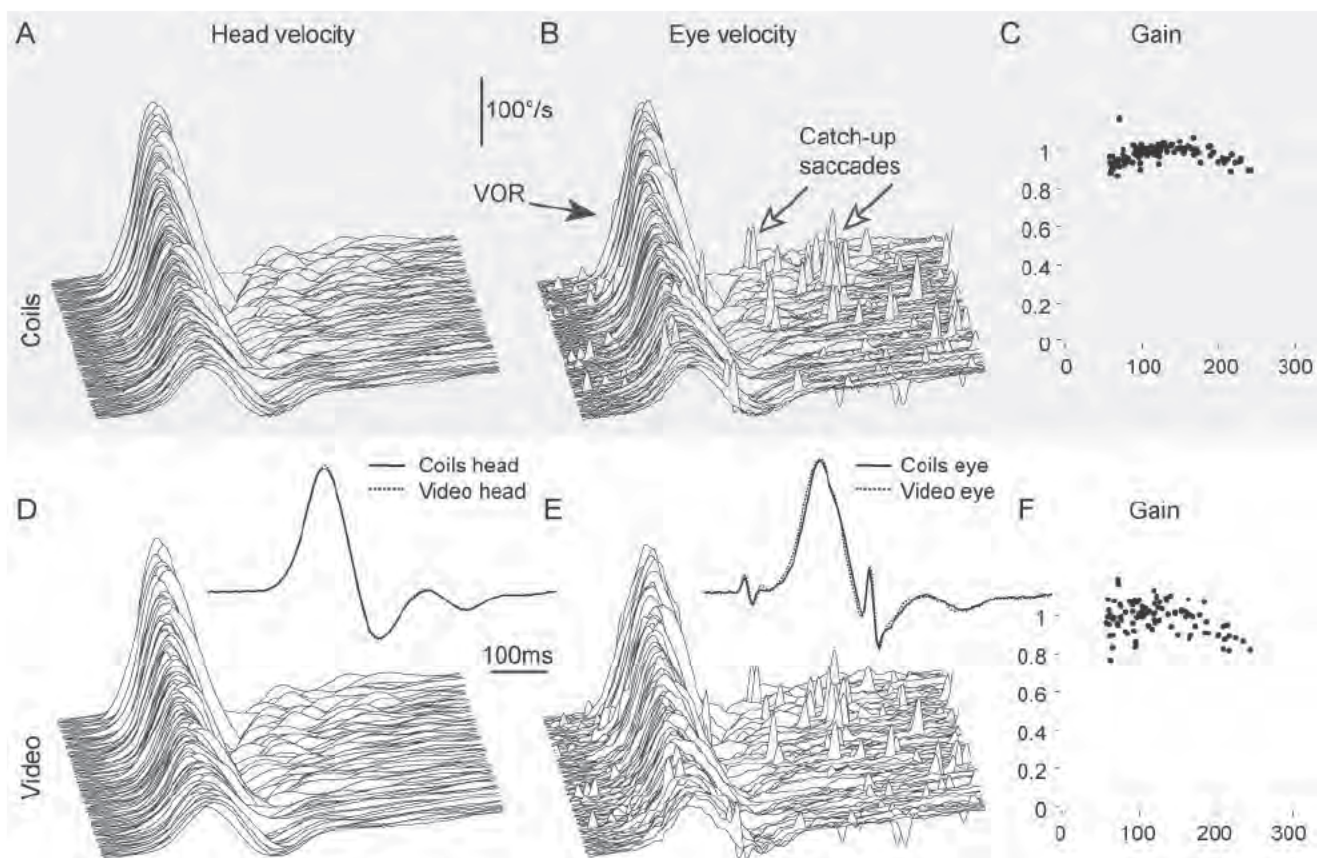 A
Head velocity
B
Eye velocity
C
Gain
100°/s
Catch-up
saccades
VOR
Coils
1
0.8
0.6
0.4
0.2
0
0
100
200
300
Coils head
Video head
Coils eye
Video eye
D
E
F
Gain
100ms
Video
1
0.8
0.6
0.4
0.2
0
0
100
200
300